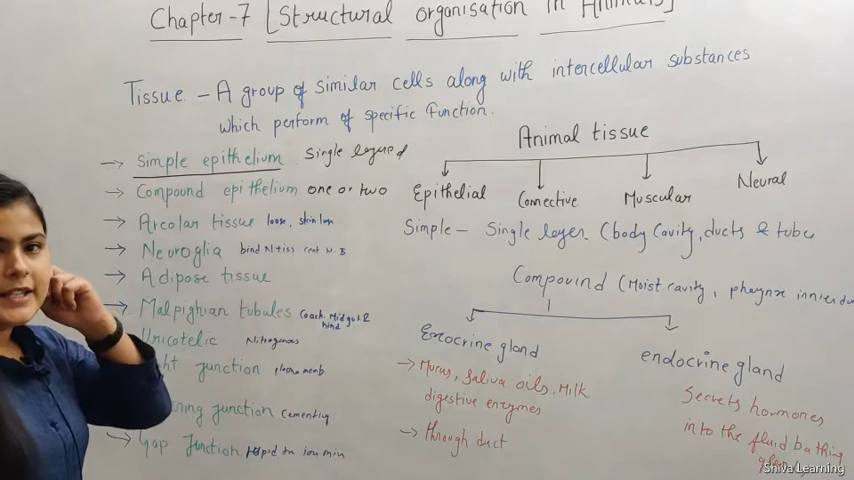 Chapter-7 [Structural organisation in Animals]
Tissue - A group of similar cells along with intercellular substances
which perform of specific function.
→ Simple epithelium Single layered
→ Compound epithelium one or two
→ Areolar tissue loose, skin
→ Neuroglia bind
→ Adipose tissue
→ Malpighian tubules Midgut &
hind
Uricotelic Nitrogenous
junction
junction Cementing
→ Gap Junction ion
Animal tissue
Epithelial Connective Muscular Neural
Simple - Single layer (body Cavity, ducts & tube
Compound (Moist cavity, pharynx
Exocrine gland
→ Mucus, Saliva oils, Milk
digestive enzymes
→ through duct
endocrine gland
Secrets hormones
into the fluid bathing
Shiva Learning